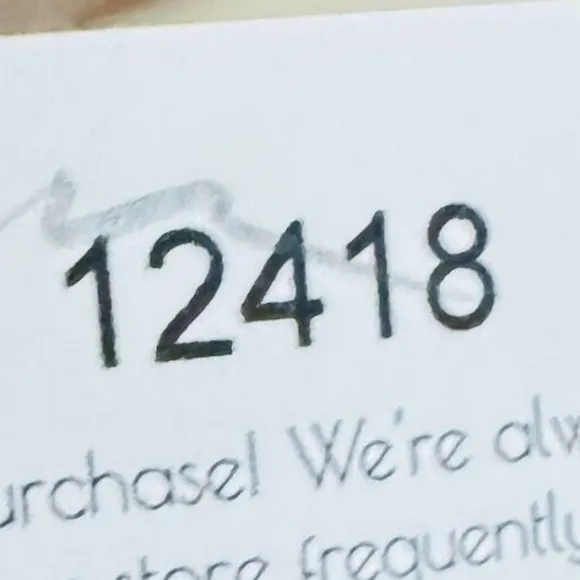 12418
urchase! We're alw
store frequently